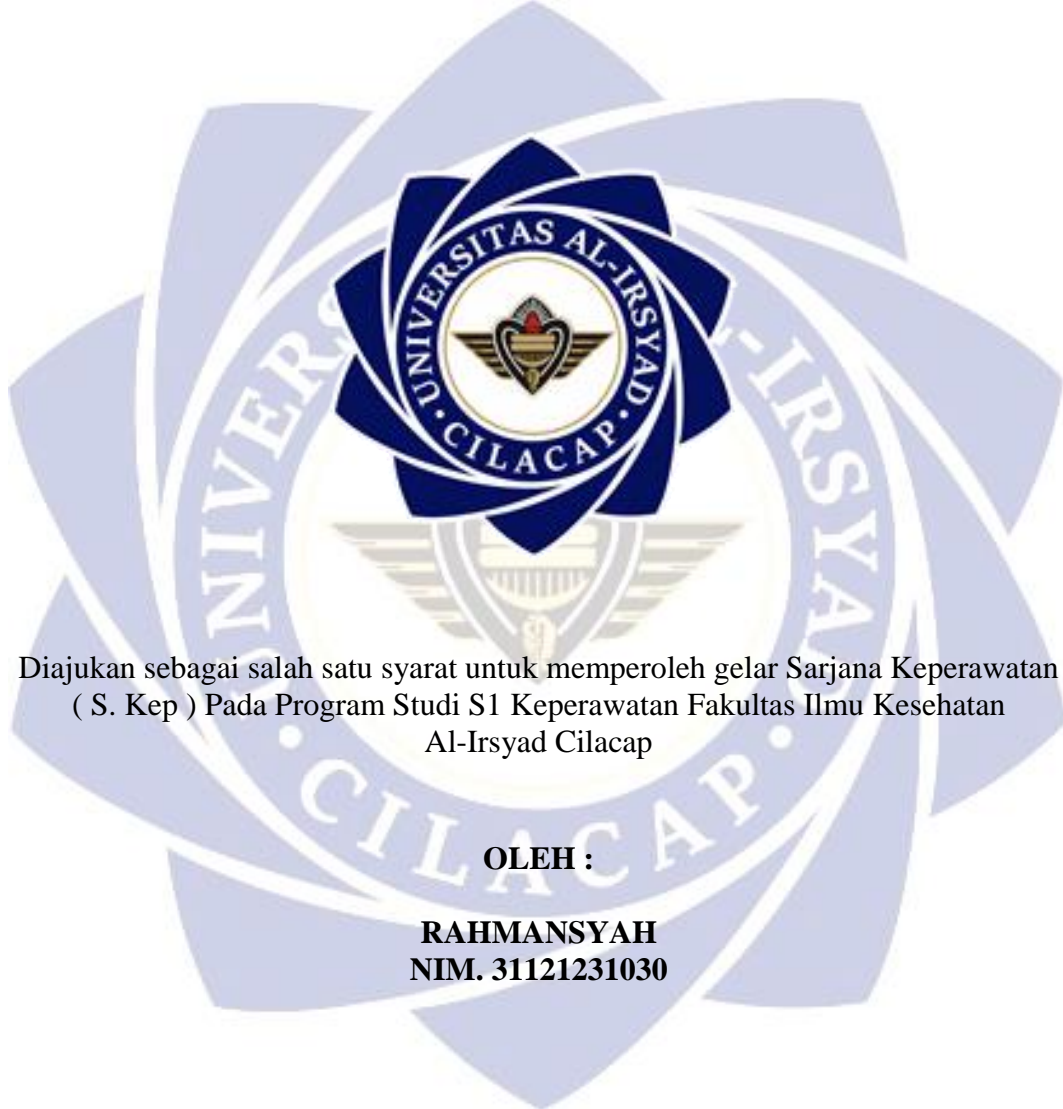 UNIVERSITAS AL-IRSYAD
CILACAP
Diajukan sebagai salah satu syarat untuk memperoleh gelar Sarjana Keperawatan
( S. Kep ) Pada Program Studi S1 Keperawatan Fakultas Ilmu Kesehatan
Al-Irsyad Cilacap
OLEH :
RAHMANSYAH
NIM. 31121231030